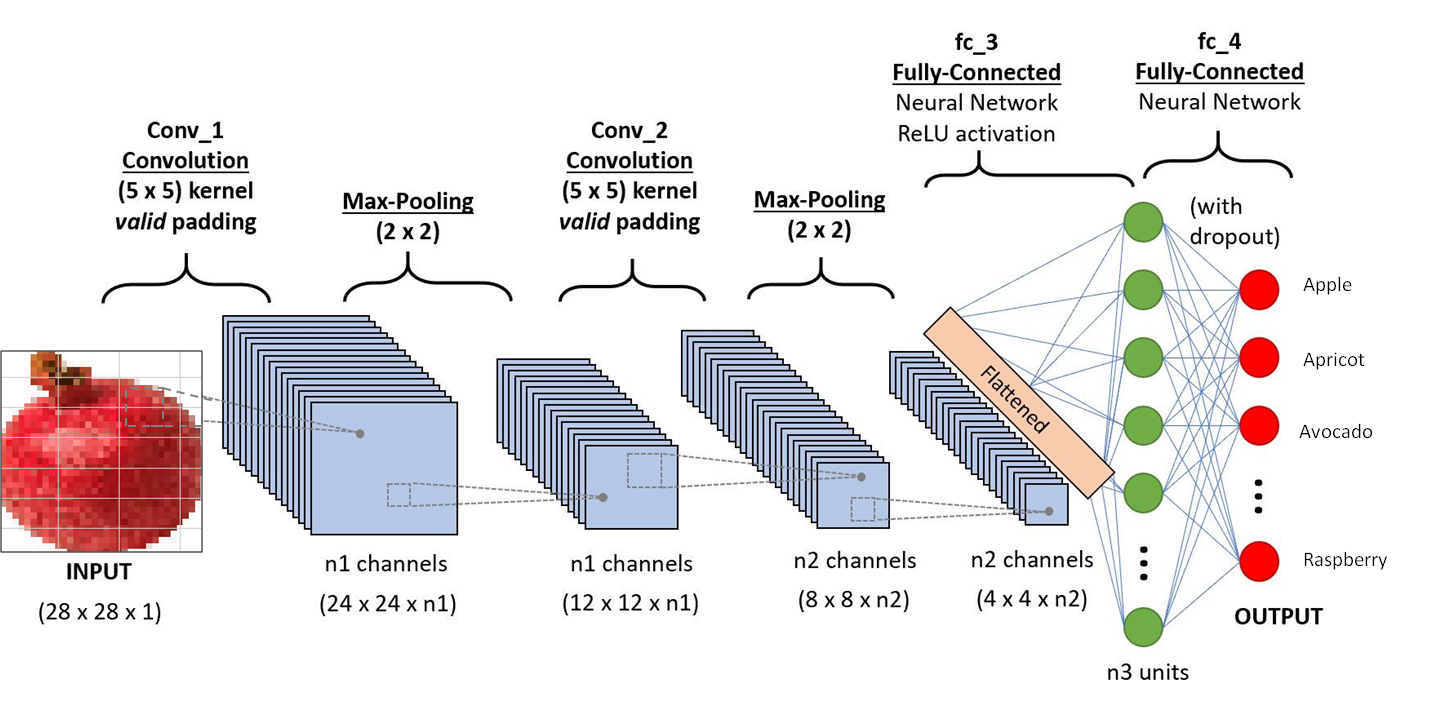 Conv_1
Convolution
(5 x 5) kernel
valid padding
Max-Pooling
(2 x 2)
Conv_2
Convolution
(5 x 5) kernel
valid padding
Max-Pooling
(2 x 2)
fc_3
Fully-Connected
Neural Network
ReLU activation
fc_4
Fully-Connected
Neural Network
(with
dropout)
Flattened
Apple
Apricot
Avocado
Raspberry
OUTPUT
INPUT
(28 x 28 x 1)
n1 channels
(24 x 24 x n1)
n1 channels
(12 x 12 x n1)
n2 channels
(8 x 8 x n2)
n2 channels
(4 x 4 x n2)
n3 units